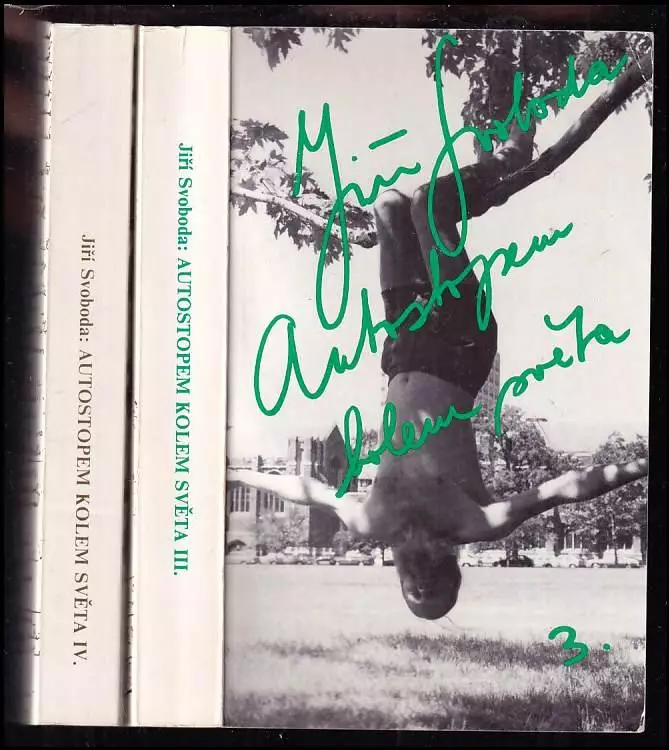 Jiří Svoboda: AUTOSTOPEM KOLEM SVĚTA IV.
Jiří Svoboda: AUTOSTOPEM KOLEM SVĚTA III.
Jiří Svoboda
Autostopem
kolem světa
3.